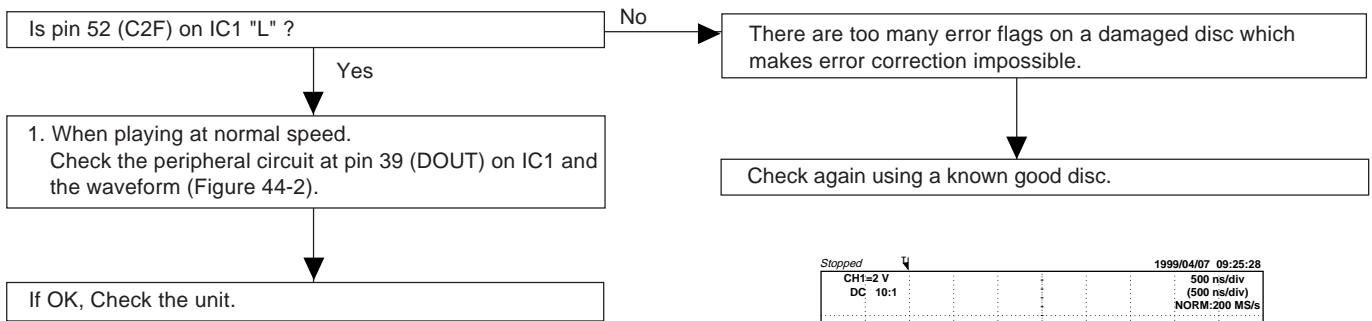 Is pin 52 (C2F) on IC1 "L" ?
No
There are too many error flags on a damaged disc which
makes error correction impossible.
Yes
1. When playing at normal speed.
Check the peripheral circuit at pin 39 (DOUT) on IC1 and
the waveform (Figure 44-2).
Check again using a known good disc.
If OK, Check the unit.
Stopped
1999/04/07 09:25:28
CH1=2 V
500 ns/div
DC 10:1
(500 ns/div)
NORM:200 MS/s